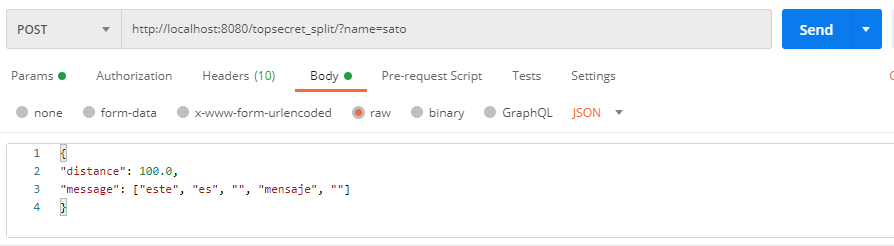 POST http://localhost:8080/topsecret_split/?name=sato Send
Params Authorization Headers (10) Body Pre-request Script Tests Settings
none form-data x-www-form-urlencoded raw binary GraphQL JSON
1 {
2 "distance": 100.0,
3 "message": ["este", "es", "", "mensaje", ""]
4 }